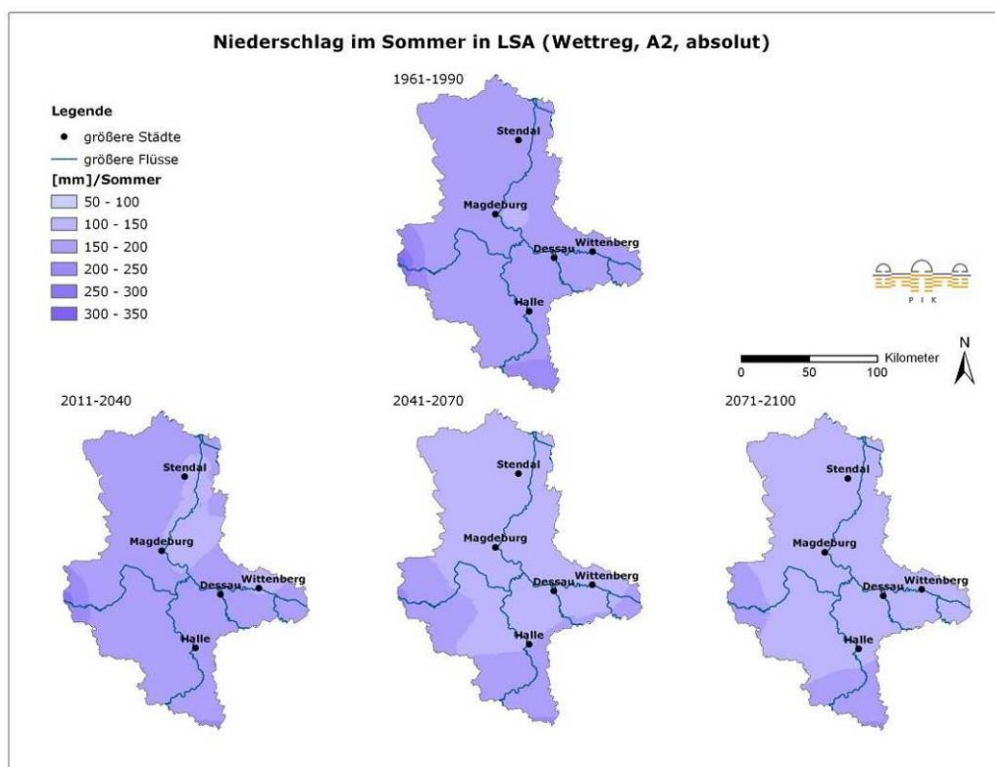 Niederschlag im Sommer in LSA (Wettreg, A2, absolut)
1961-1990
Legende
größere Städte
größere Flüsse
[mm]/Sommer
50 - 100
100 - 150
150 - 200
200 - 250
250 - 300
300 - 350
Stendal
Magdeburg
Dessau
Wittenberg
Halle
P I K
N
Kilometer
0 50 100
2011-2040
Stendal
Magdeburg
Dessau
Wittenberg
Halle
2041-2070
Stendal
Magdeburg
Dessau
Wittenberg
Halle
2071-2100
Stendal
Magdeburg
Dessau
Wittenberg
Halle